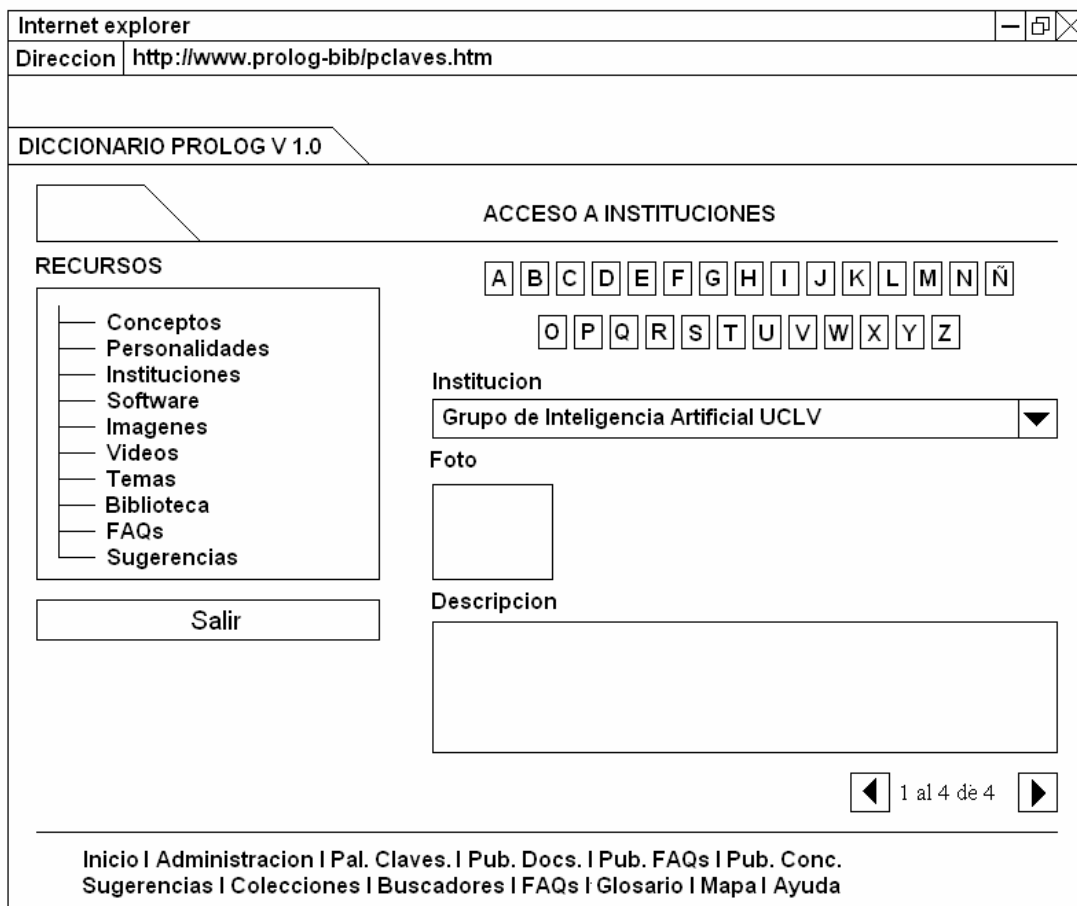 Internet explorer
Direccion http://www.prolog-bib/pclaves.htm
DICCIONARIO PROLOG V 1.0
ACCESO A INSTITUCIONES
RECURSOS
Conceptos
Personalidades
Instituciones
Software
Imagenes
Videos
Temas
Biblioteca
FAQs
Sugerencias
Salir
A B C D E F G H I J K L M N Ñ
O P Q R S T U V W X Y Z
Institucion
Grupo de Inteligencia Artificial UCLV
Foto
Descripcion
1 al 4 de 4
Inicio I Administracion I Pal. Claves. I Pub. Docs. I Pub. FAQs I Pub. Conc.
Sugerencias I Colecciones I Buscadores I FAQs I Glosario I Mapa I Ayuda